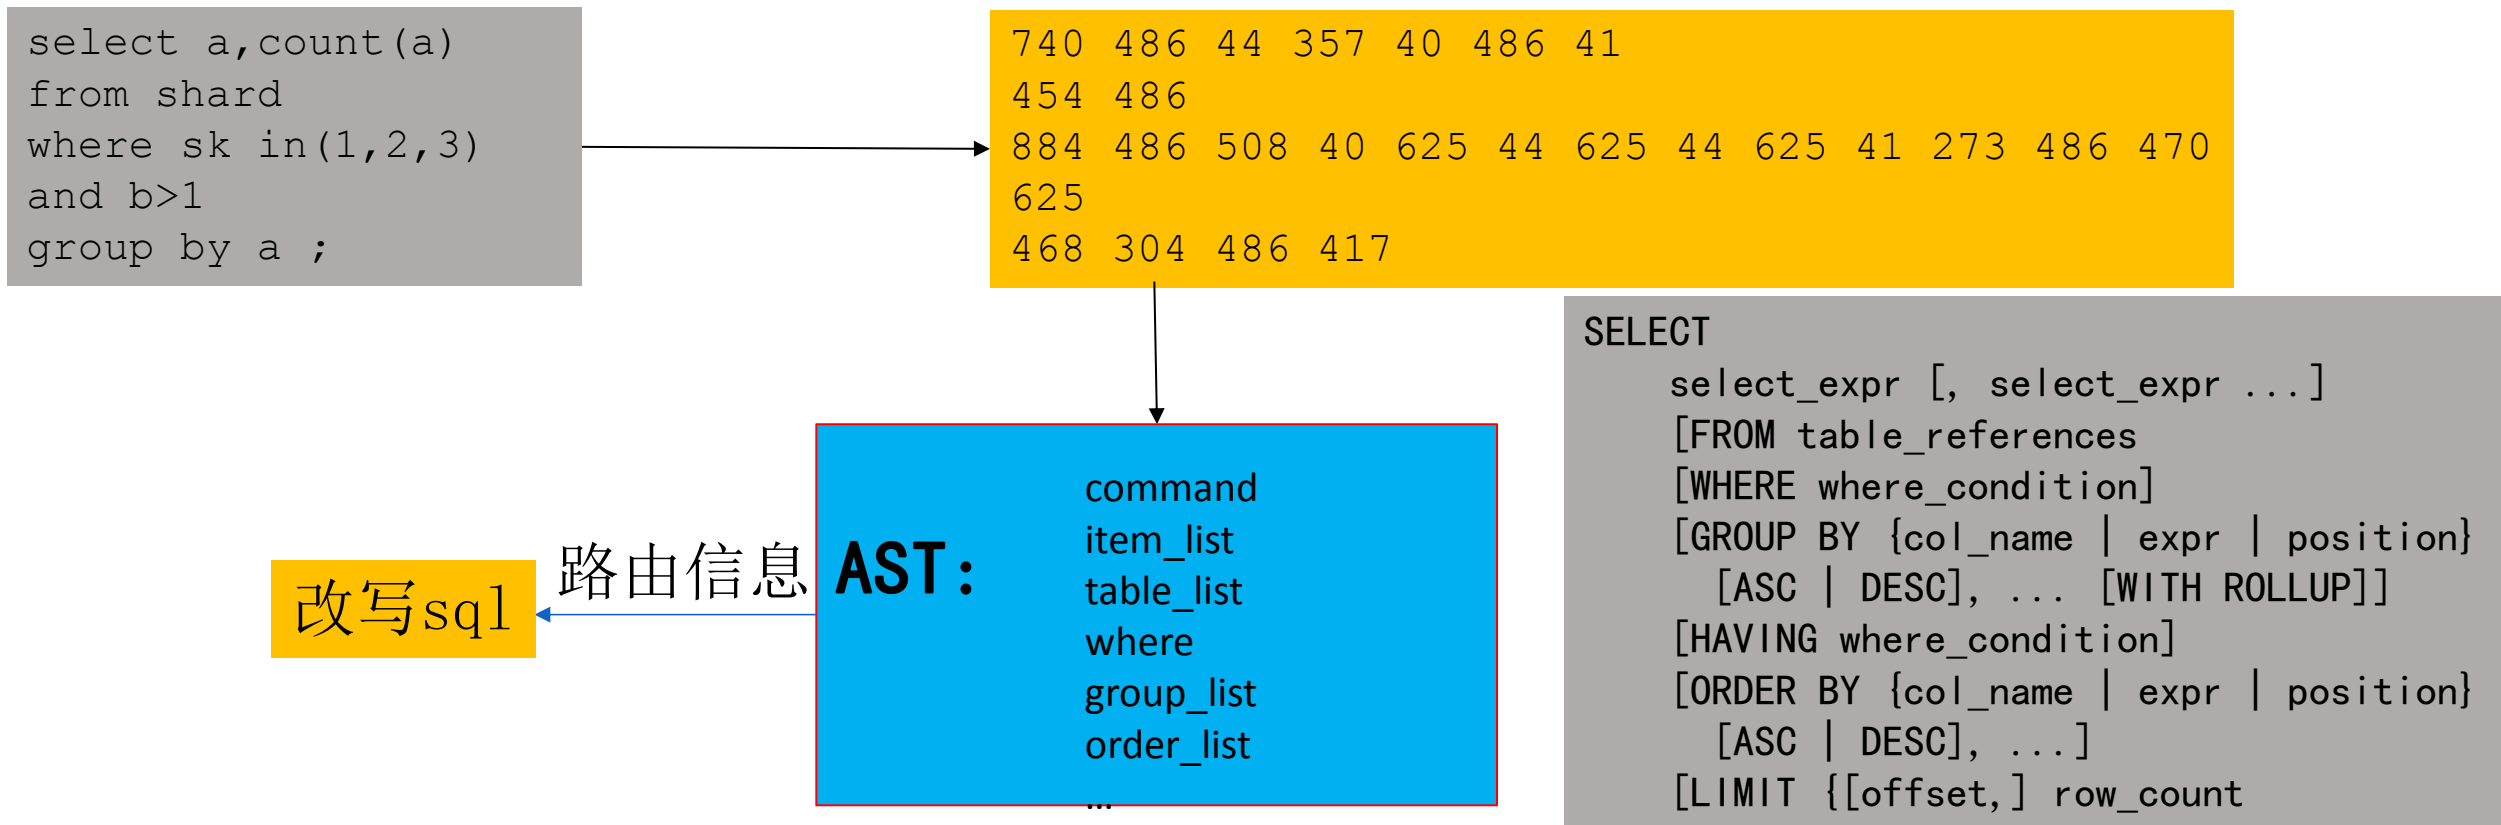 select a,count(a)
from shard
where sk in(1,2,3)
and b>1
group by a ;
740 486 44 357 40 486 41
454 486
884 486 508 40 625 44 625 44 625 41 273 486 470
625
468 304 486 417
SELECT
select_expr [, select_expr ...]
[FROM table_references
[WHERE where_condition]
[GROUP BY {col_name | expr | position}
[ASC | DESC], ... [WITH ROLLUP]]
[HAVING where_condition]
[ORDER BY {col_name | expr | position}
[ASC | DESC], ...]
[LIMIT {[offset,] row_count
AST:
command
item_list
table_list
where
group_list
order_list
...
路由信息
改写sql